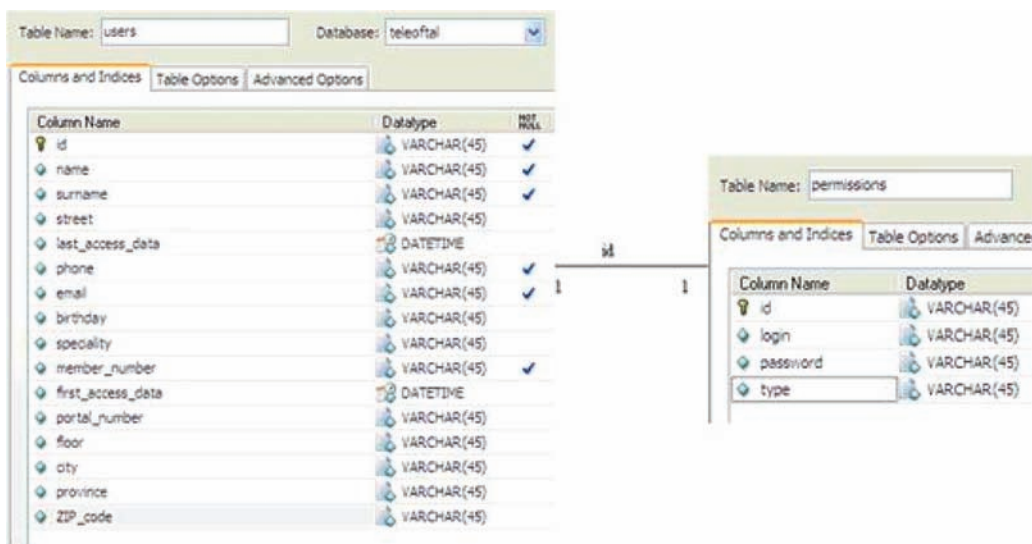 Table Name: users Database: teleoftal
Columns and Indices Table Options Advanced Options
Column Name Datatype NOT NULL
id VARCHAR(45)
name VARCHAR(45)
surname VARCHAR(45)
street VARCHAR(45)
last_access_data DATETIME
phone VARCHAR(45)
email VARCHAR(45)
birthday VARCHAR(45)
speciality VARCHAR(45)
member_number VARCHAR(45)
first_access_data DATETIME
portal_number VARCHAR(45)
floor VARCHAR(45)
city VARCHAR(45)
province VARCHAR(45)
ZIP_code VARCHAR(45)
id
1 1
Table Name: permissions
Columns and Indices Table Options Advance
Column Name Datatype
id VARCHAR(45)
login VARCHAR(45)
password VARCHAR(45)
type VARCHAR(45)